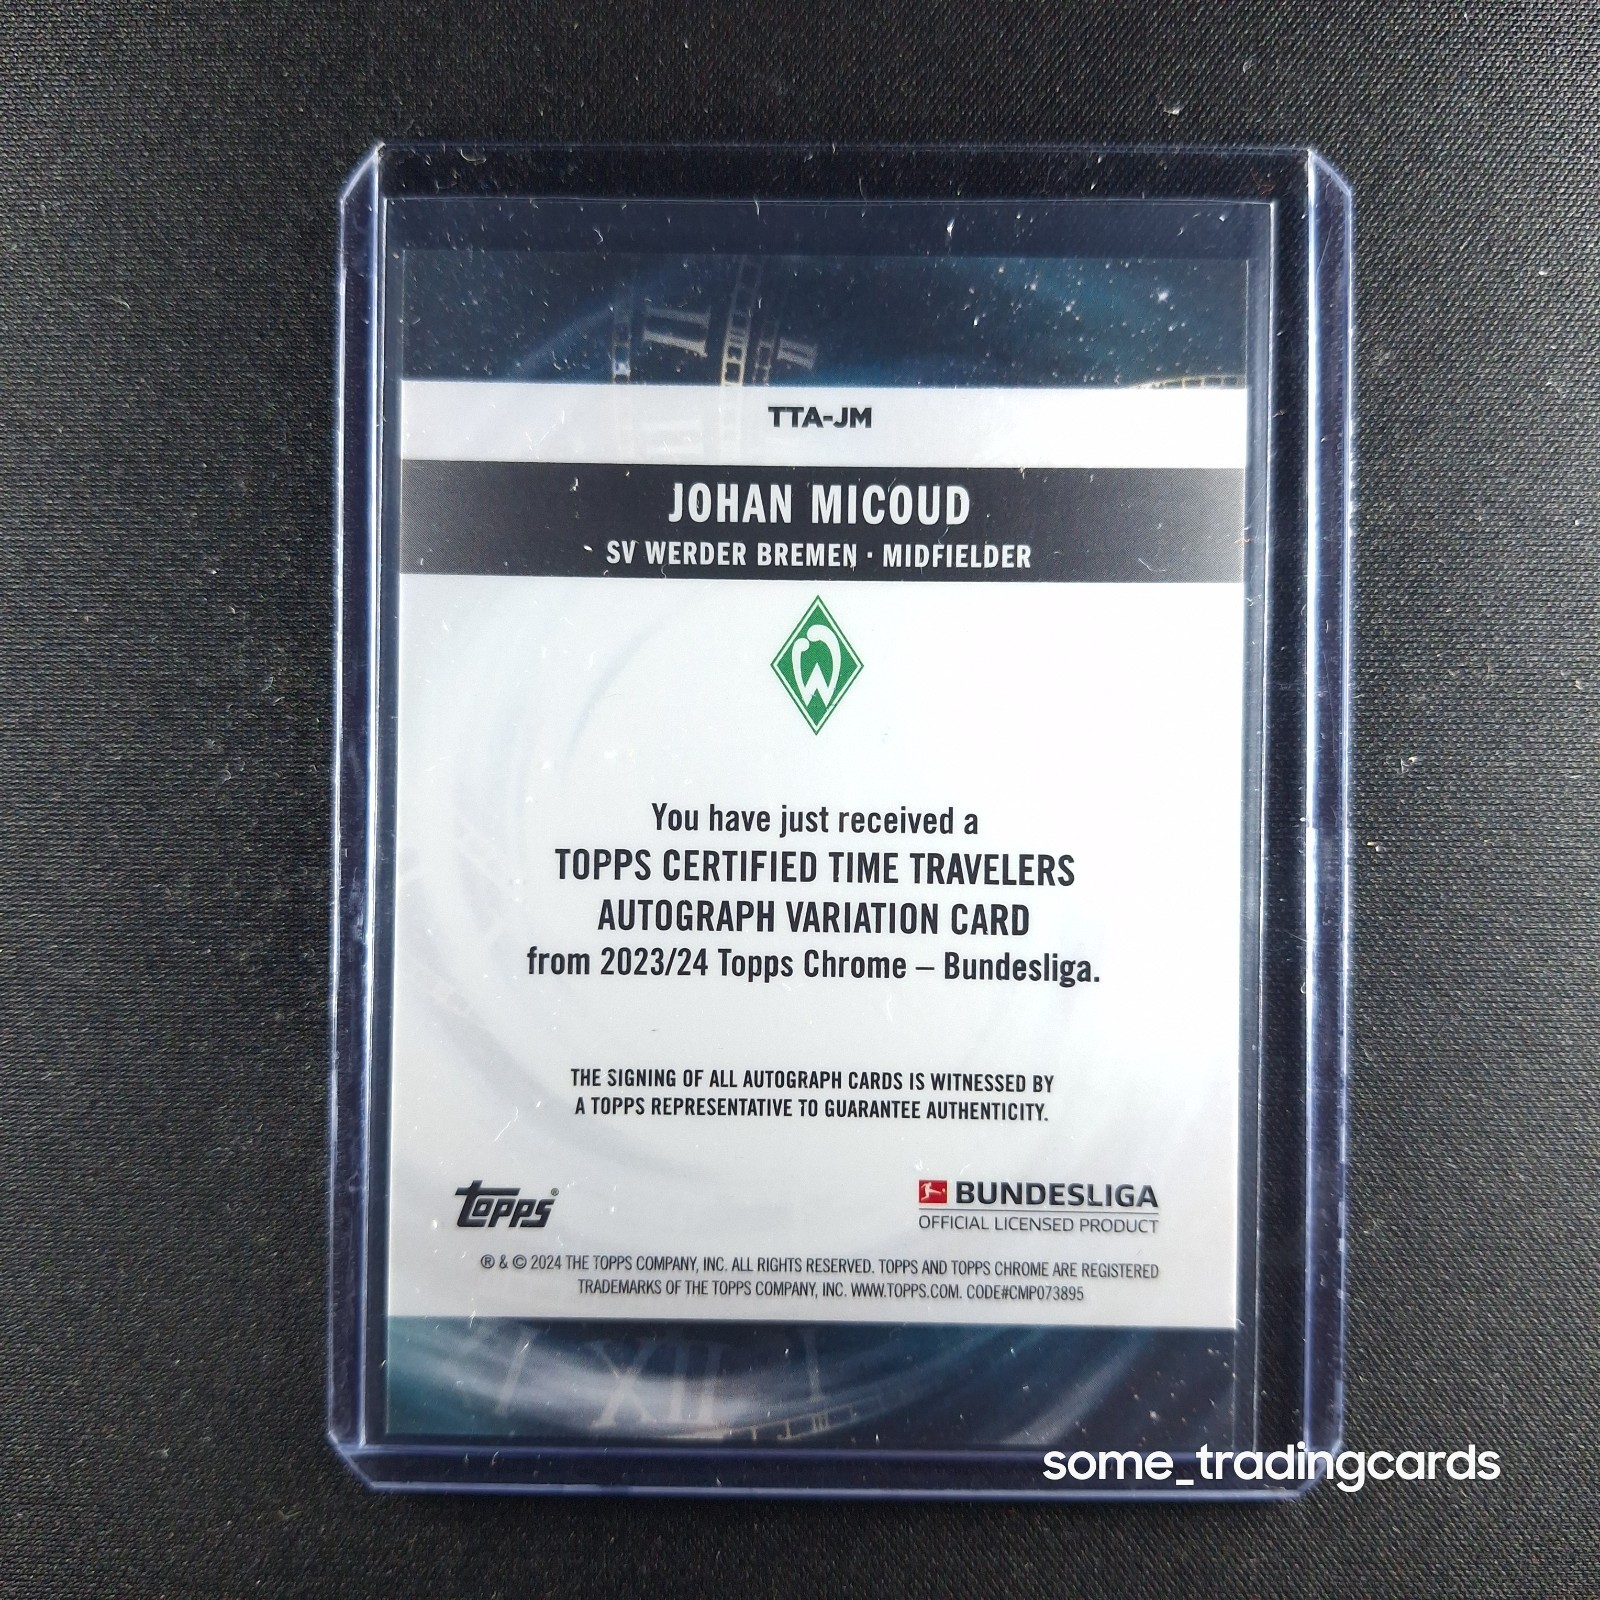 TTA-JM
JOHAN MICOUD
SV WERDER BREMEN · MIDFIELDER
W
You have just received a
TOPPS CERTIFIED TIME TRAVELERS
AUTOGRAPH VARIATION CARD
from 2023/24 Topps Chrome – Bundesliga.
THE SIGNING OF ALL AUTOGRAPH CARDS IS WITNESSED BY
A TOPPS REPRESENTATIVE TO GUARANTEE AUTHENTICITY.
topps®
BUNDESLIGA
OFFICIAL LICENSED PRODUCT
® & © 2024 THE TOPPS COMPANY, INC. ALL RIGHTS RESERVED. TOPPS AND TOPPS CHROME ARE REGISTERED
TRADEMARKS OF THE TOPPS COMPANY, INC. WWW.TOPPS.COM. CODE#CMP073895
XII I
some_tradingcards